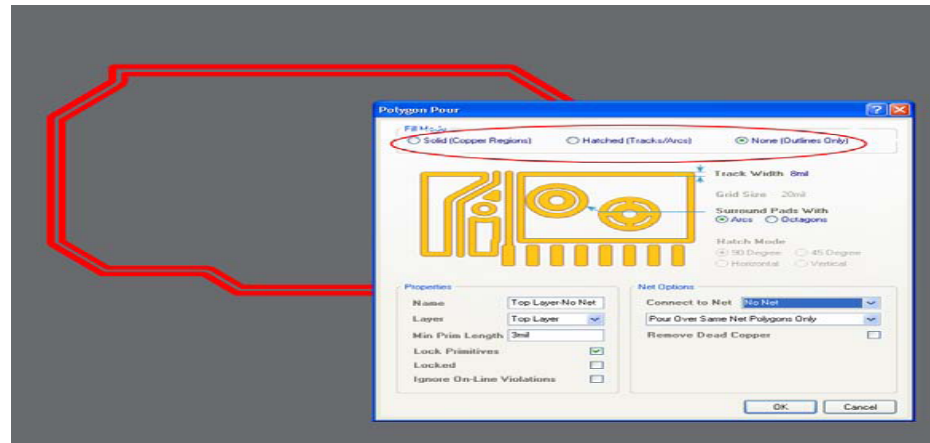 Polygon Pour
Fill Mode
Solid (Copper Regions) Hatched (Tracks/Arcs) None (Outlines Only)
Track Width 8mil
Grid Size 20mil
Surround Pads With
Arcs Octagons
Hatch Mode
90 Degree 45 Degree
Horizontal Vertical
Properties
Name Top Layer-No Net
Layer Top Layer
Min Prim Length 3mil
Lock Primitives
Locked
Ignore On-Line Violations
Net Options
Connect to Net No Net
Pour Over Same Net Polygons Only
Remove Dead Copper
OK Cancel